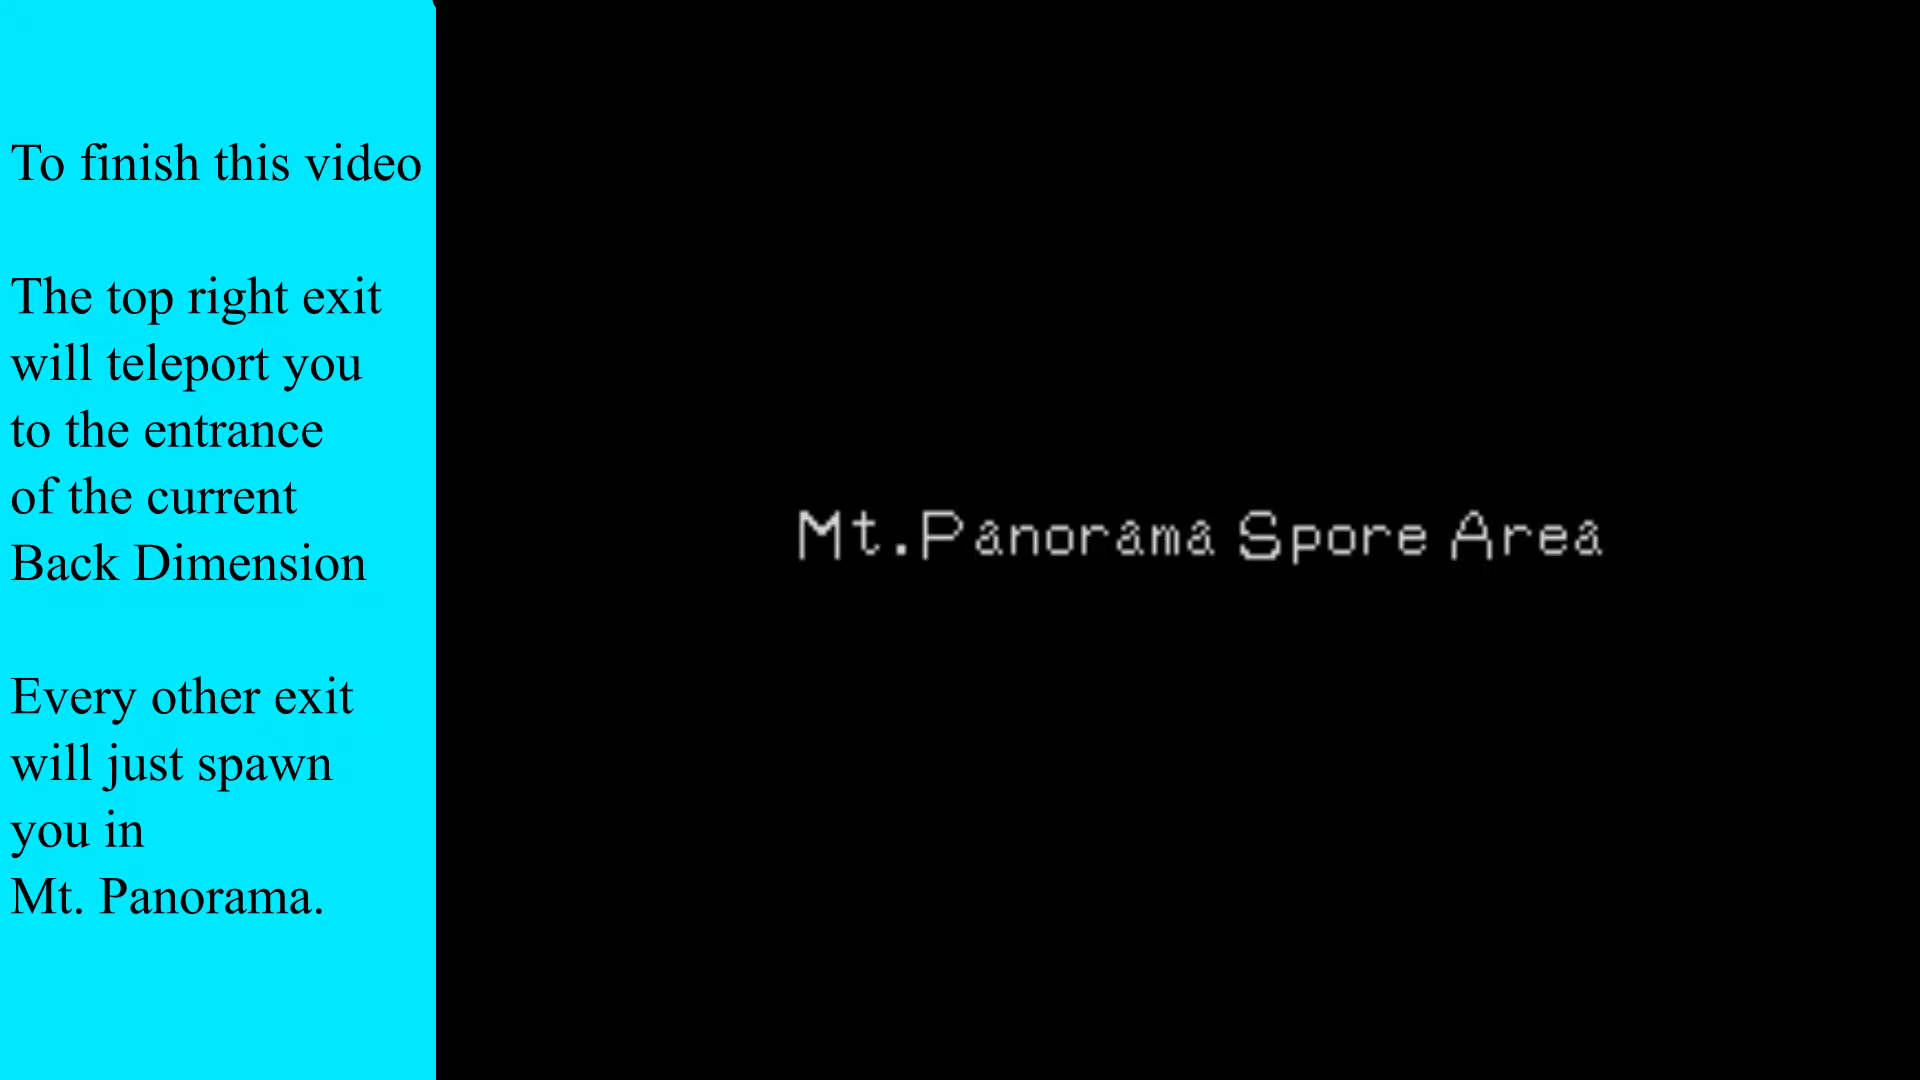 To finish this video
The top right exit
will teleport you
to the entrance
of the current
Back Dimension
Every other exit
will just spawn
you in
Mt. Panorama.
Mt.Panorama Spore Area